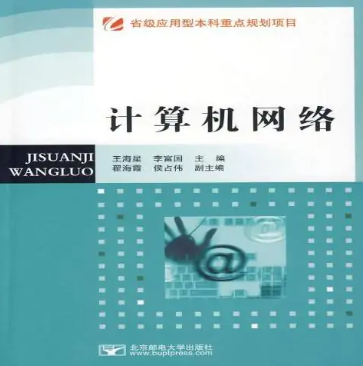 省级应用型本科重点规划项目
计算机网络
JISUANJI
WANGLUO
王海星 李富国 主编
翟海霞 侯占伟 副主编
@
@
北京邮电大学出版社
www.buptpress.com